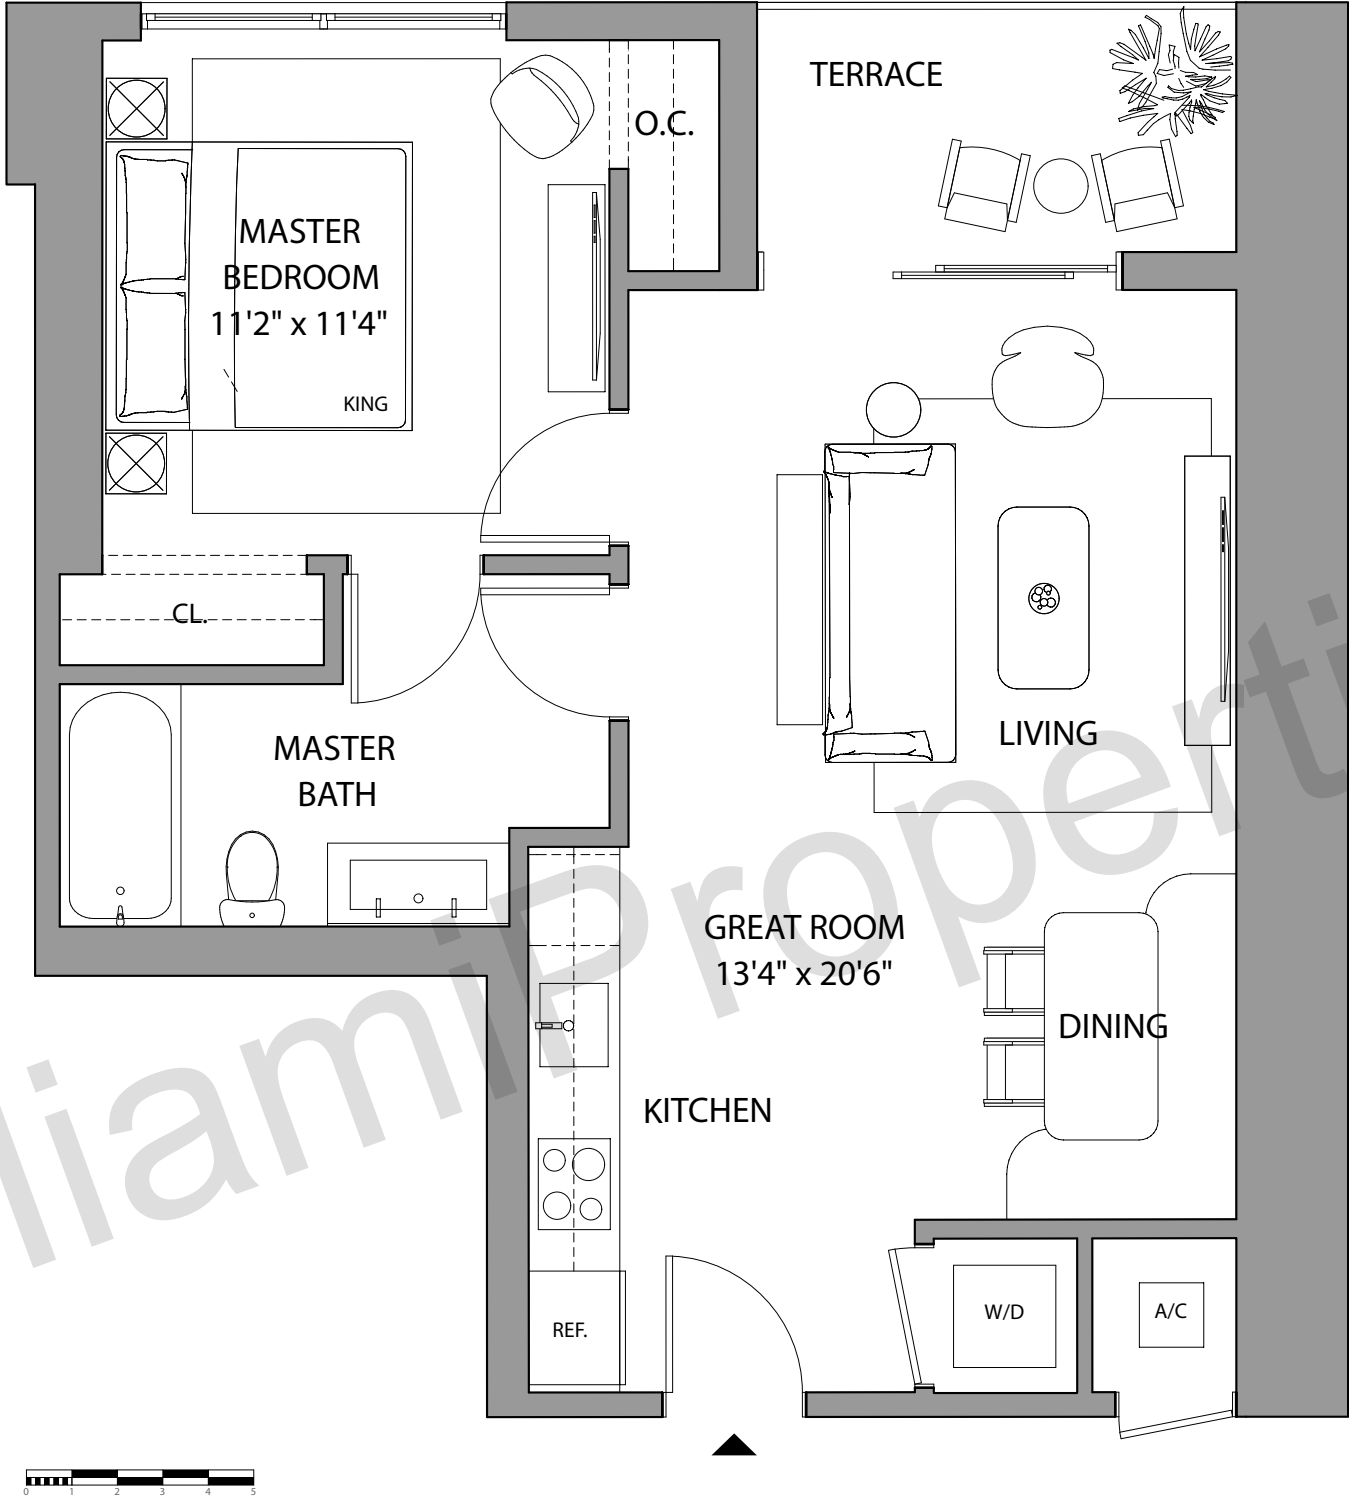 TERRACE
O.C.
MASTER
BEDROOM
11'2" x 11'4"
KING
CL.
LIVING
MASTER
BATH
GREAT ROOM
13'4" x 20'6"
DINING
KITCHEN
W/D
A/C
REF.
0 1 2 3 4 5
liamiProperti